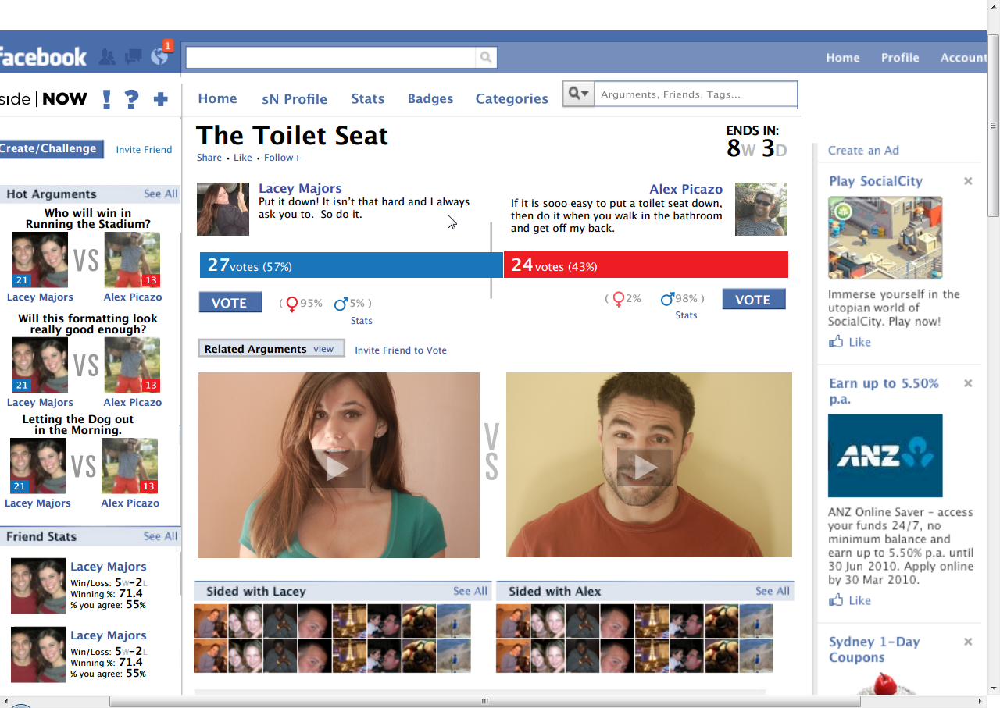 facebook
1
Home Profile Account
side | NOW ! ? +
Home sN Profile Stats Badges Categories
Arguments, Friends, Tags...
Create/Challenge
Invite Friend
Hot Arguments See All
Who will win in
Running the Stadium?
VS
21
13
Lacey Majors Alex Picazo
Will this formatting look
really good enough?
VS
21
13
Lacey Majors Alex Picazo
Letting the Dog out
in the Morning.
VS
21
13
Lacey Majors Alex Picazo
Friend Stats See All
Lacey Majors
Win/Loss: 5W-2L
Winning %: 71.4
% you agree: 55%
Lacey Majors
Win/Loss: 5W-2L
Winning %: 71.4
% you agree: 55%
The Toilet Seat
Share • Like • Follow+
ENDS IN:
8W 3D
Lacey Majors
Put it down! It isn't that hard and I always
ask you to. So do it.
Alex Picazo
If it is sooo easy to put a toilet seat down,
then do it when you walk in the bathroom
and get off my back.
27 votes (57%)
24 votes (43%)
VOTE
( ♀95% ♂5% )
Stats
( ♀2% ♂98% )
Stats
VOTE
Related Arguments view
Invite Friend to Vote
VS
Sided with Lacey See All
Sided with Alex See All
Create an Ad
Play SocialCity
Immerse yourself in the
utopian world of
SocialCity. Play now!
Like
Earn up to 5.50%
p.a.
ANZ
ANZ Online Saver – access
your funds 24/7, no
minimum balance and
earn up to 5.50% p.a. until
30 Jun 2010. Apply online
by 30 Mar 2010.
Like
Sydney 1-Day
Coupons